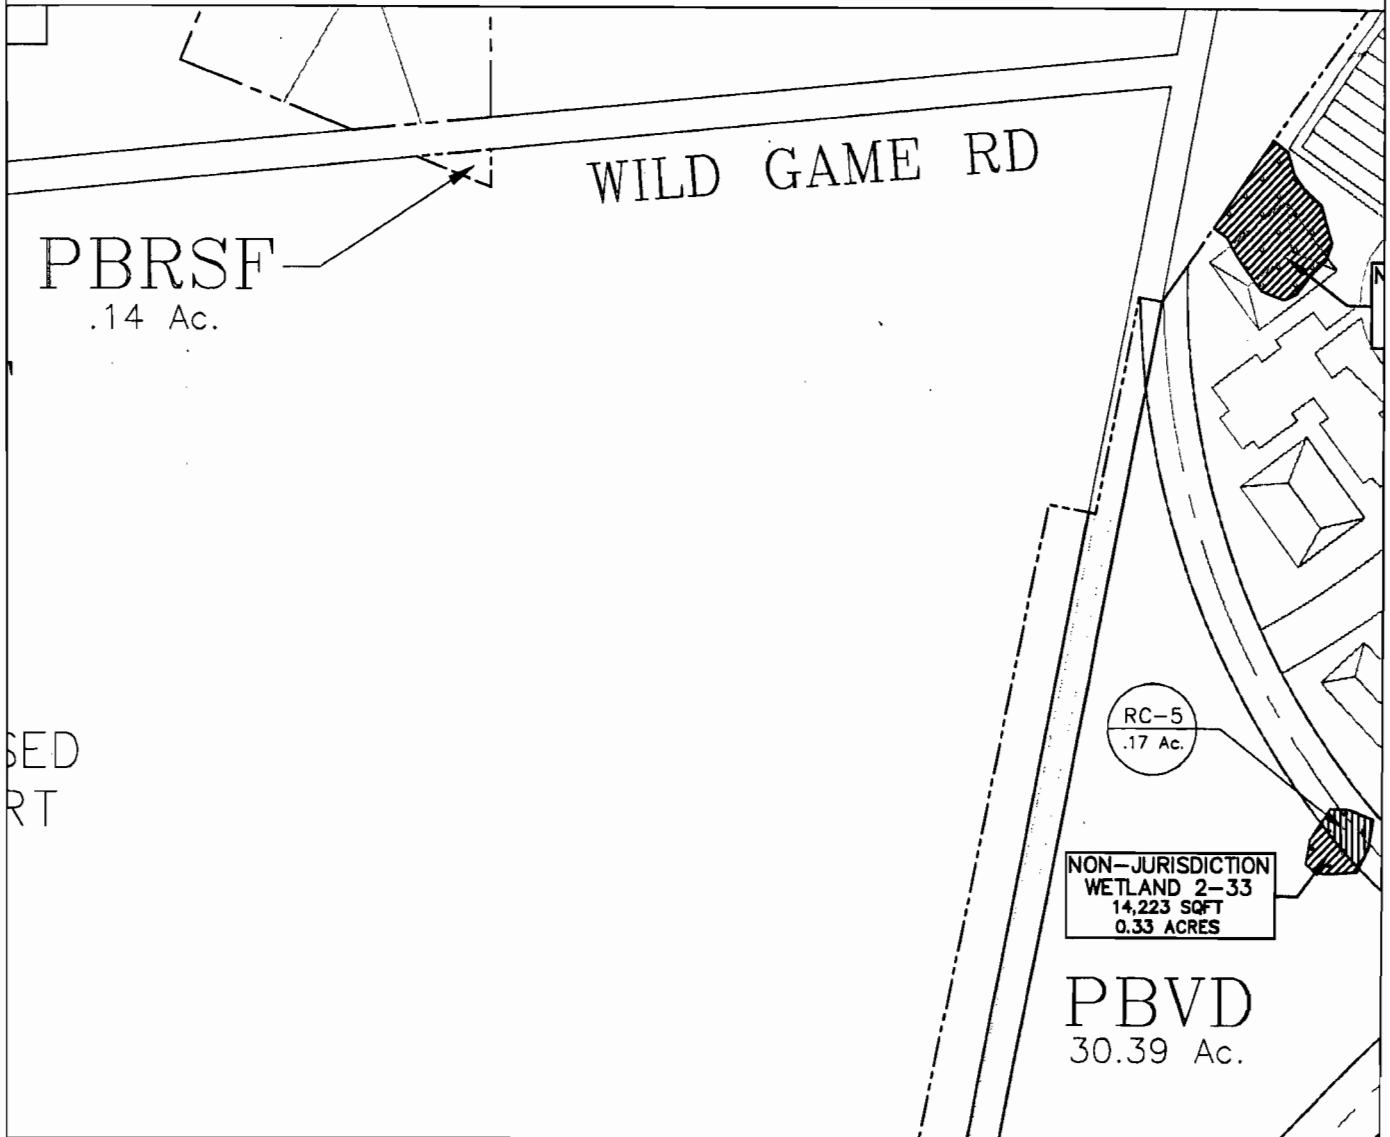 WILD GAME RD
PBRSF
.14 Ac.
N
SED
RT
RC-5
.17 Ac.
NON-JURISDICTION
WETLAND 2-33
14,223 SQFT
0.33 ACRES
PBVD
30.39 Ac.